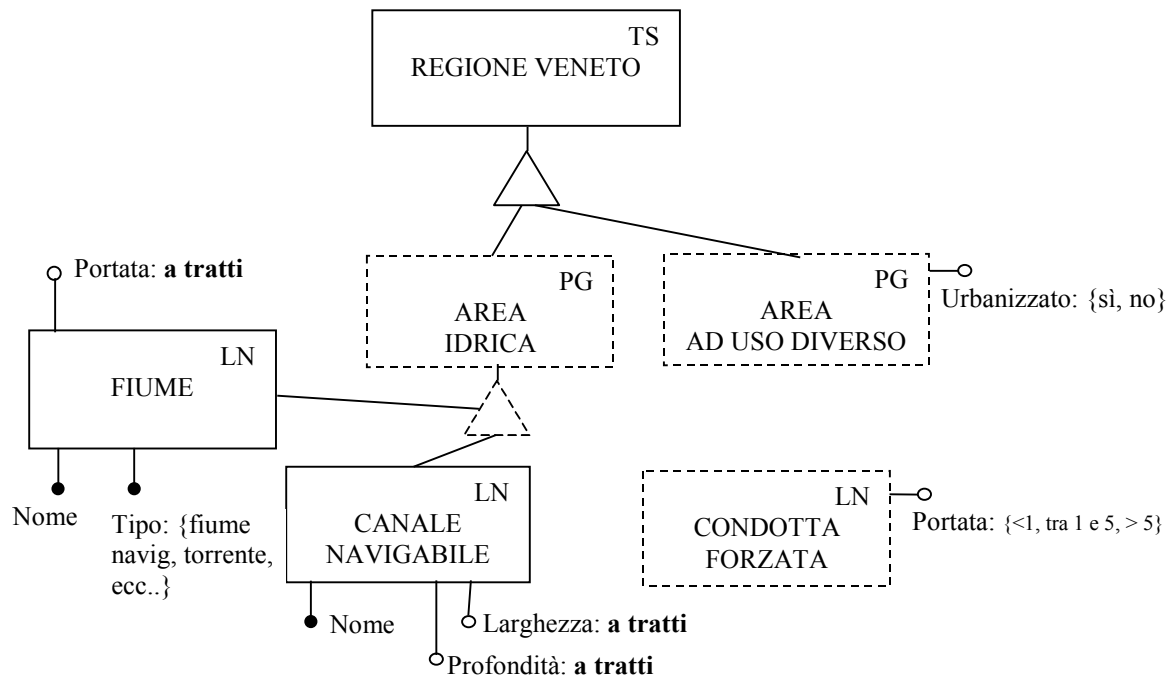 TS
REGIONE VENETO
Portata: a tratti
PG
AREA
IDRICA
PG
AREA
AD USO DIVERSO
Urbanizzato: {sì, no}
LN
FIUME
Nome
Tipo: {fiume
navig, torrente,
ecc..}
LN
CANALE
NAVIGABILE
LN
CONDOTTA
FORZATA
Portata: {<1, tra 1 e 5, > 5}
Nome
Larghezza: a tratti
Profondità: a tratti